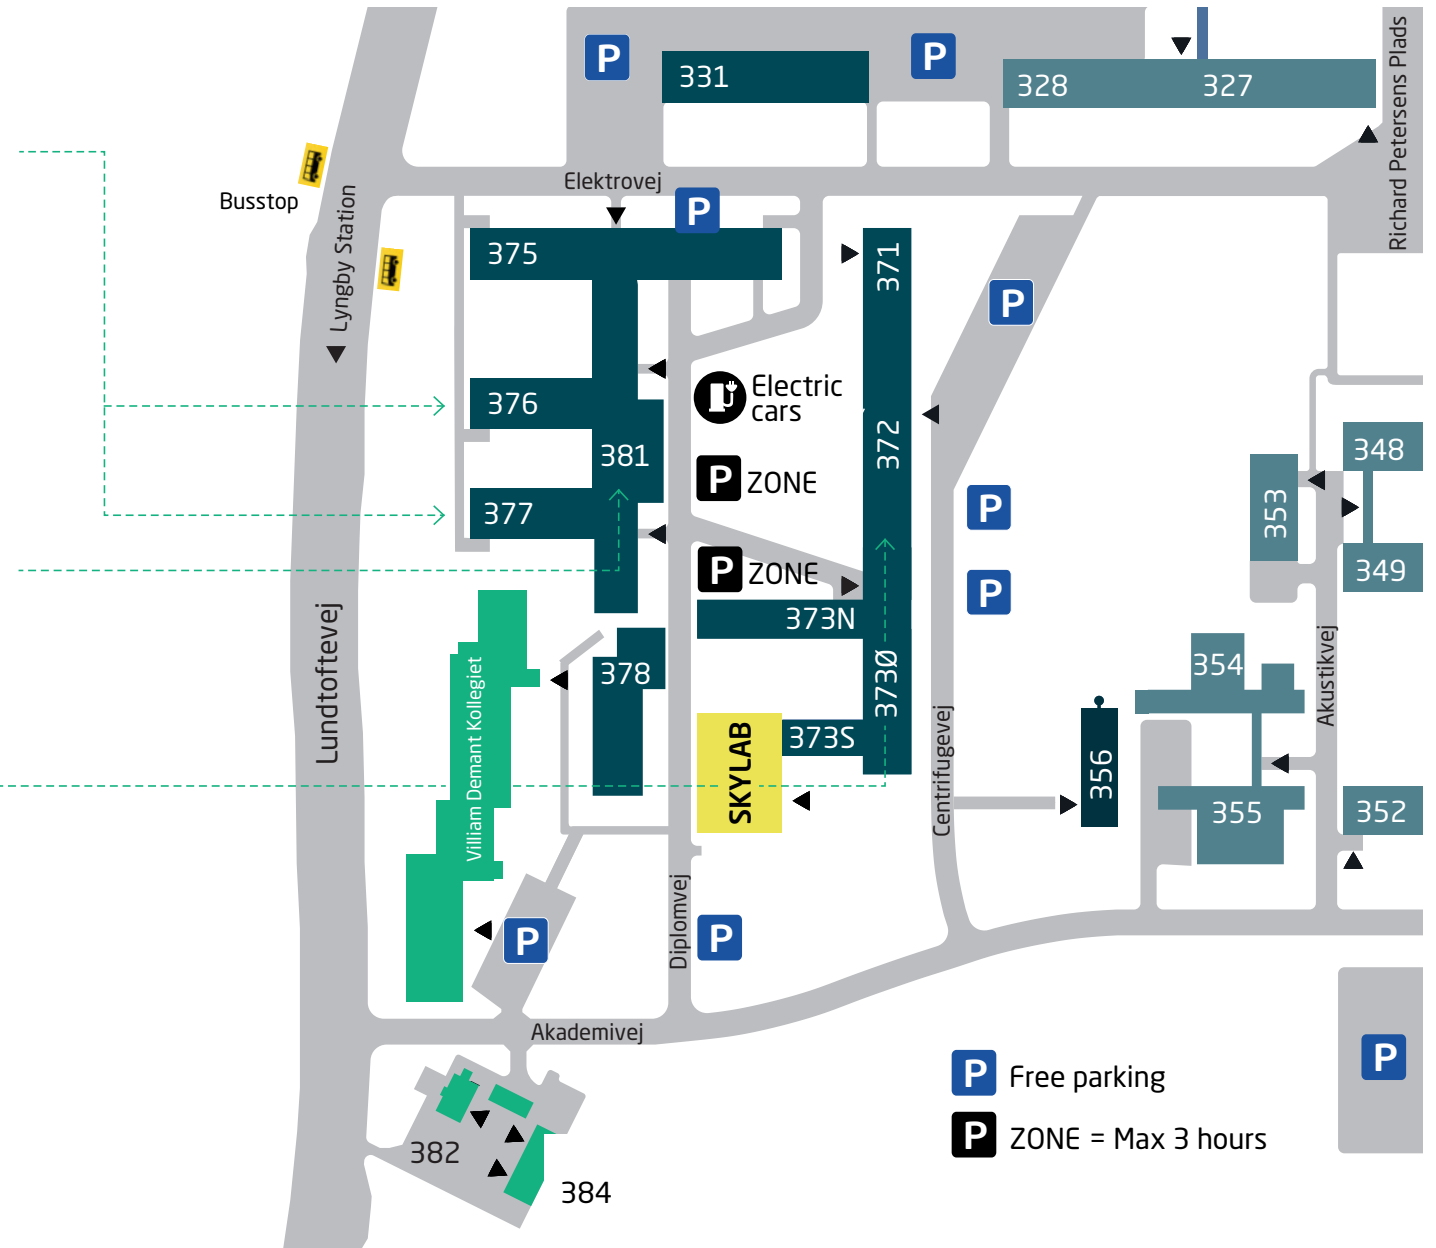 P
331
P
328
327
Richard Petersens Plads
Elektrovej
Busstop
P
Lyngby Station
375
371
P
376
Electric
cars
372
381
P ZONE
377
P
348
353
349
P ZONE
P
373N
Lundtoftevej
Villiam Demant Kollegiet
378
373Ø
354
Akustikvej
SKYLAB
373S
Centrifugevej
356
355
352
P
Diplomvej
P
Akademivej
P
P Free parking
P ZONE = Max 3 hours
382
384